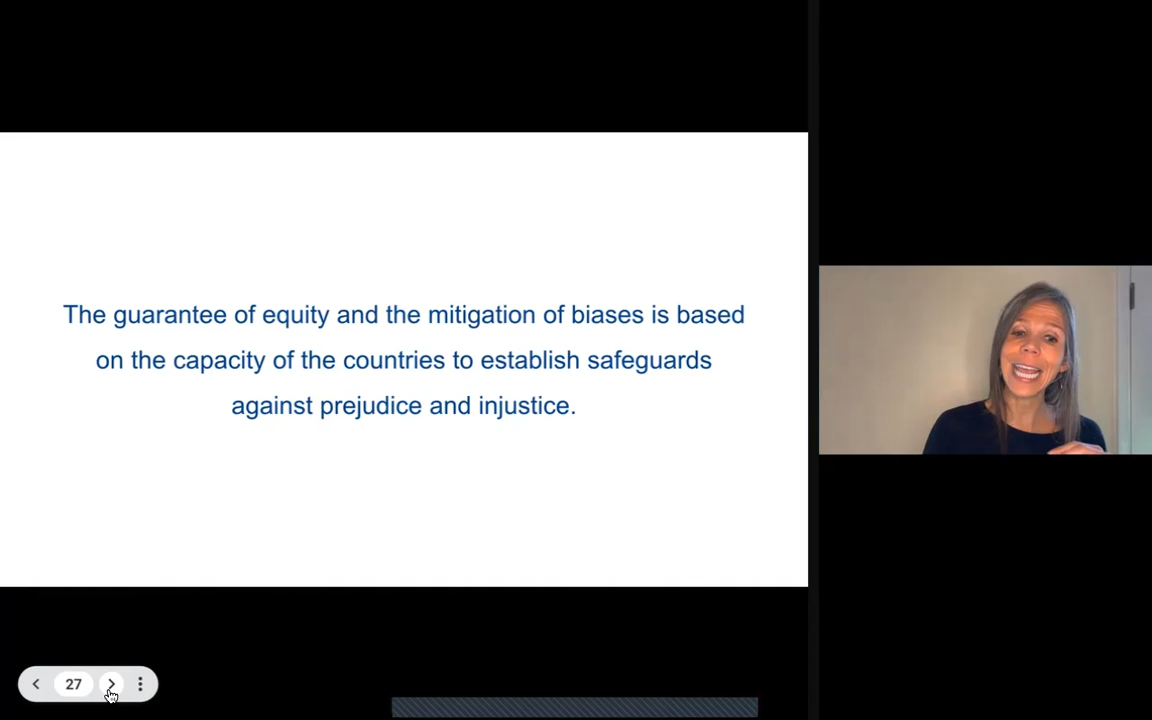 The guarantee of equity and the mitigation of biases is based
on the capacity of the countries to establish safeguards
against prejudice and injustice.
27